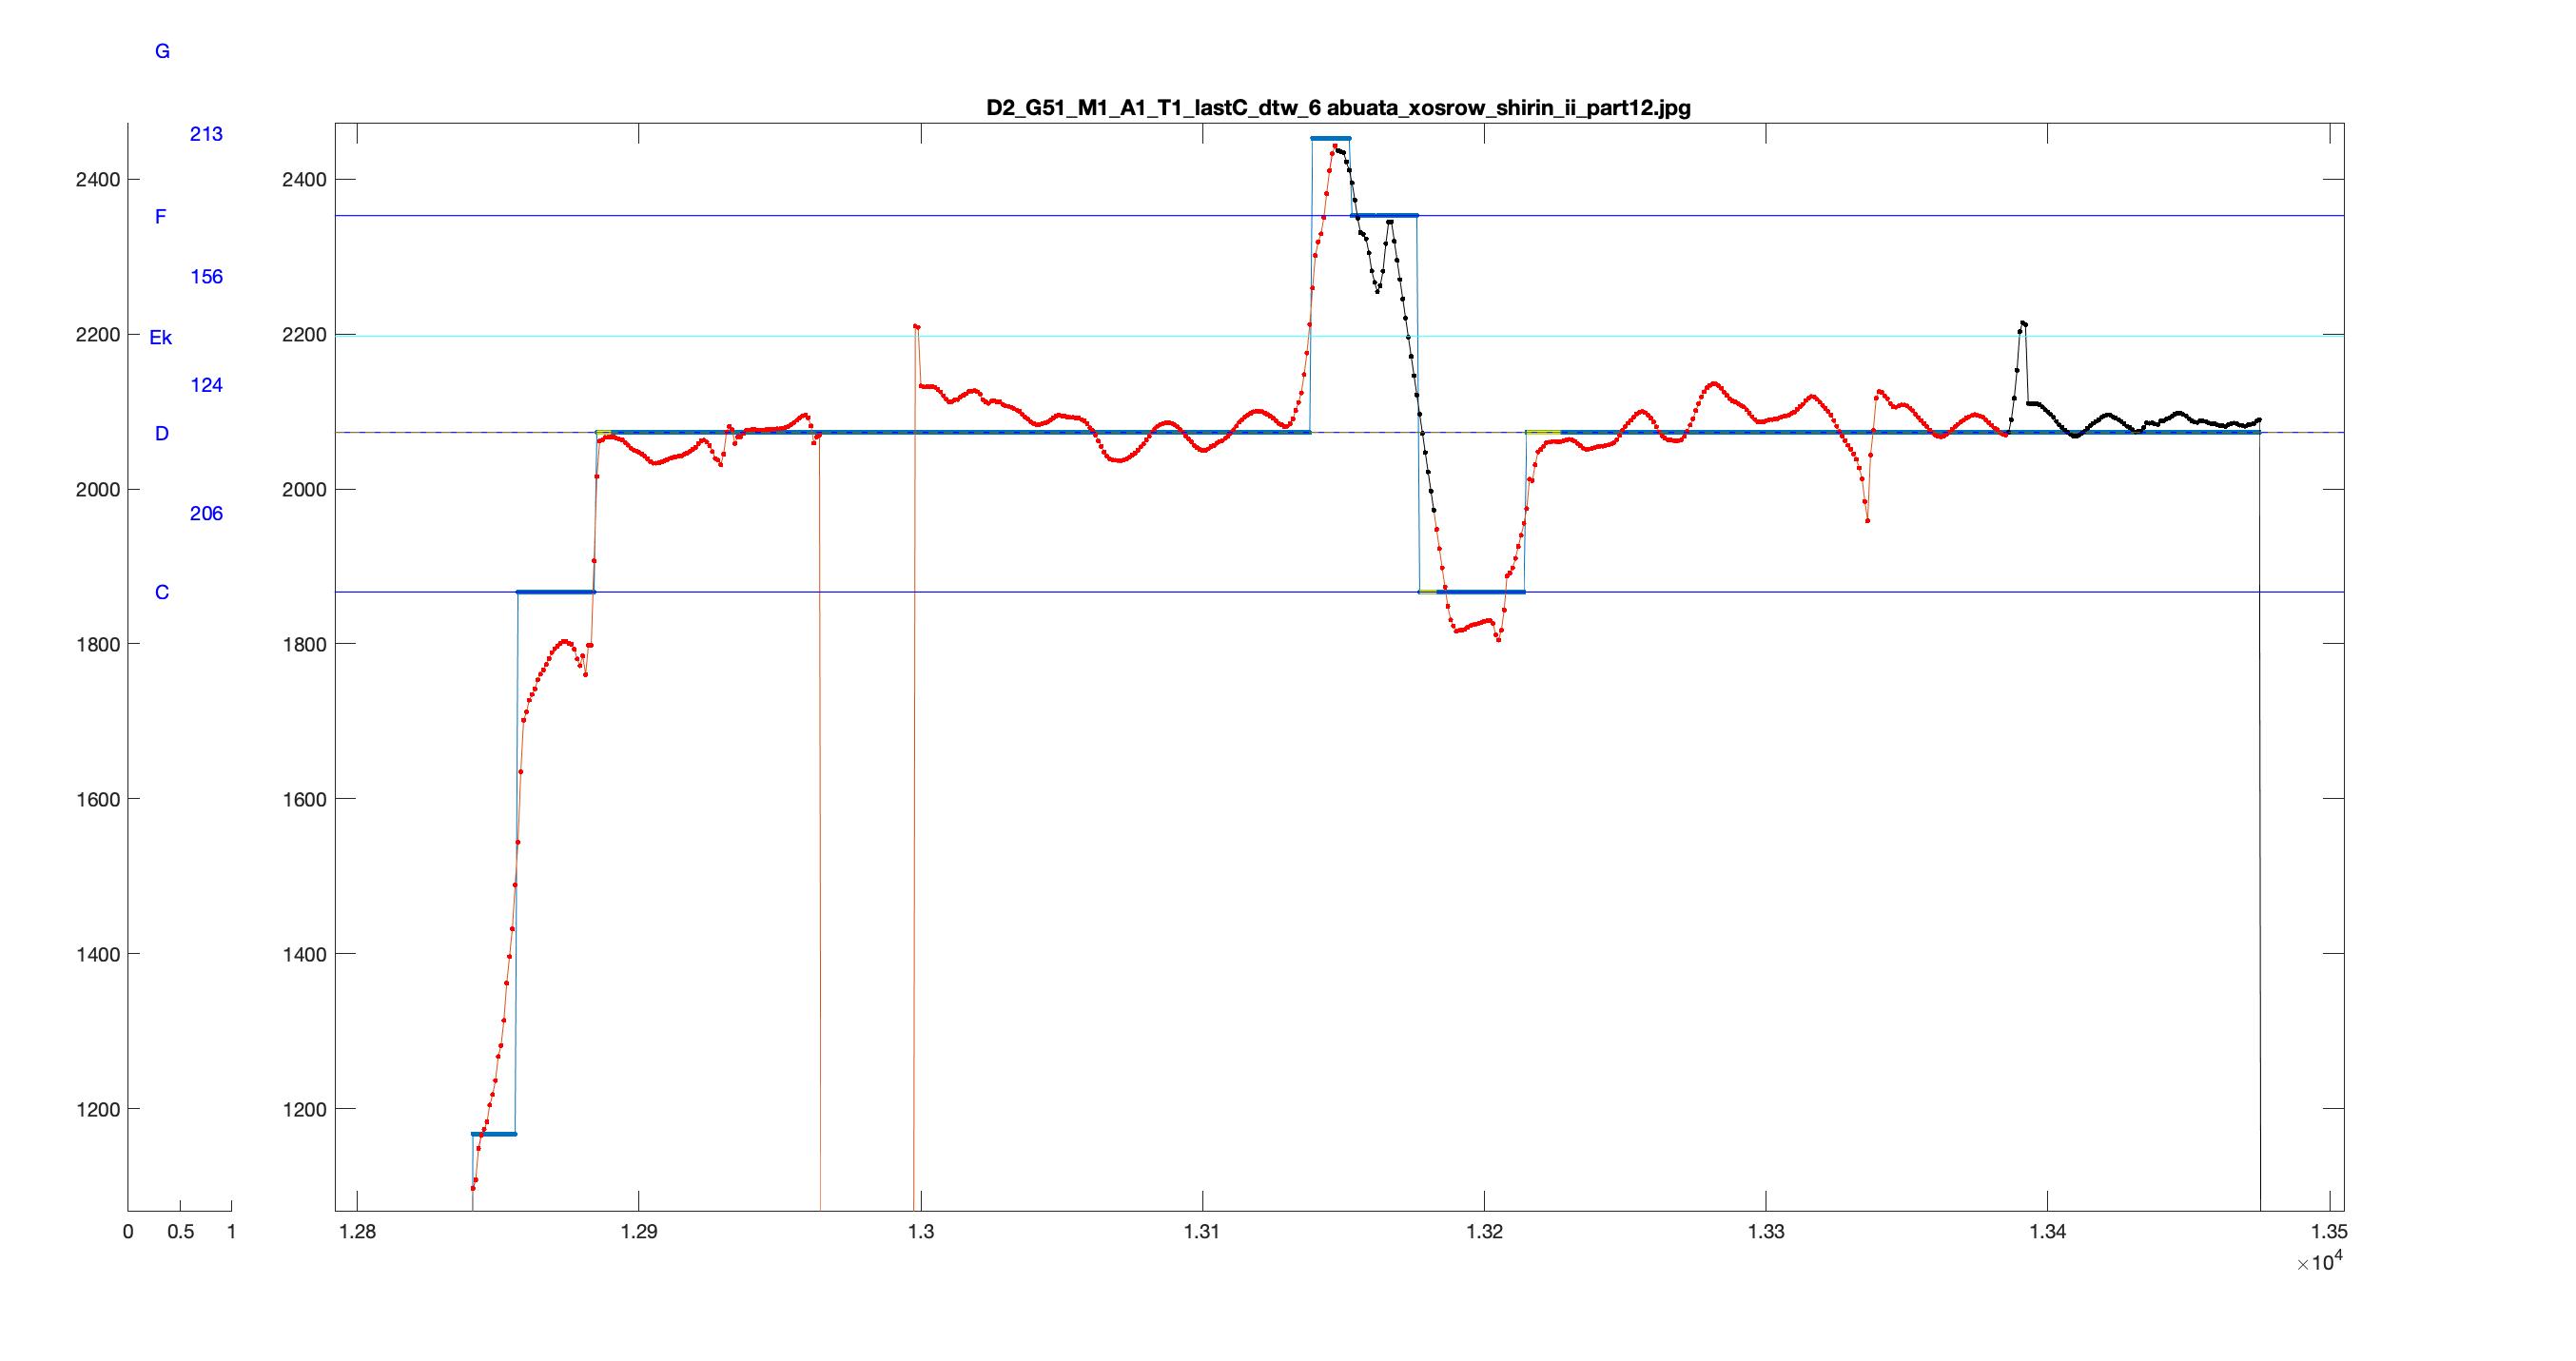 G
D2_G51_M1_A1_T1_lastC_dtw_6 abuata_xosrow_shirin_ii_part12.jpg
213
2400 2400
F
156
2200 Ek 2200
124
D
2000 2000
206
C
1800 1800
1600 1600
1400 1400
1200 1200
0 0.5 1 1.28 1.29 1.3 1.31 1.32 1.33 1.34 1.35
×10⁴